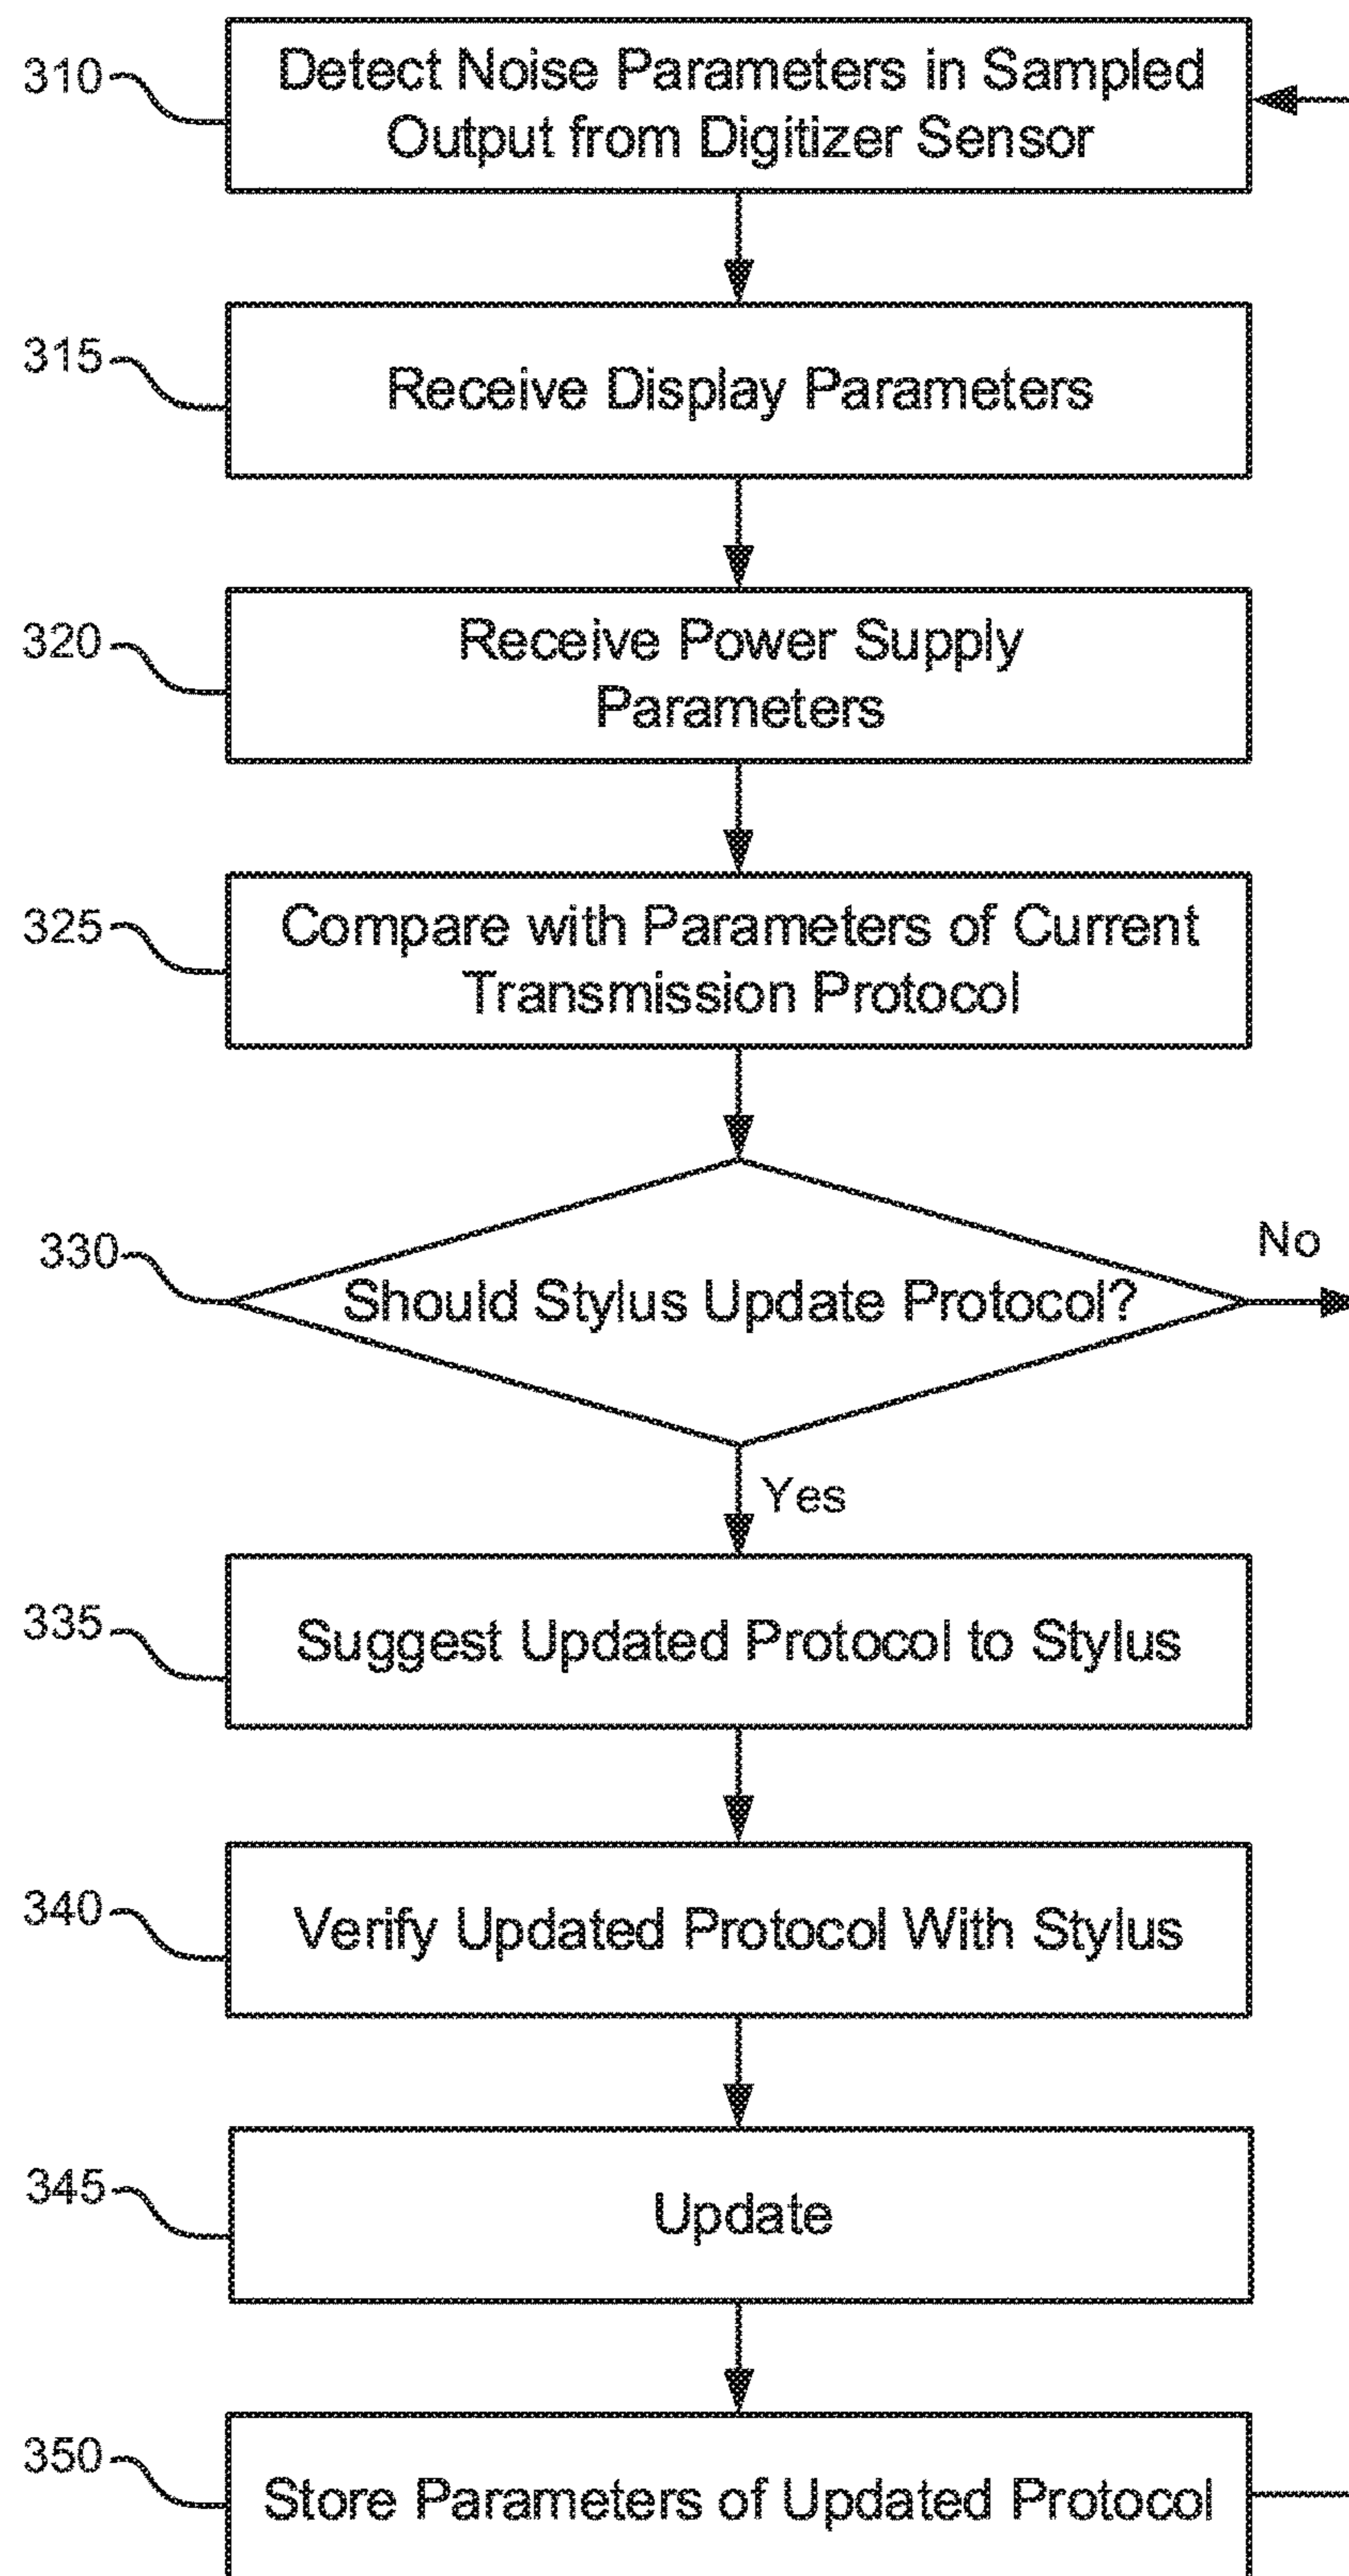 310
Detect Noise Parameters in Sampled
Output from Digitizer Sensor
315
Receive Display Parameters
320
Receive Power Supply
Parameters
325
Compare with Parameters of Current
Transmission Protocol
330
Should Stylus Update Protocol?
No
Yes
335
Suggest Updated Protocol to Stylus
340
Verify Updated Protocol With Stylus
345
Update
350
Store Parameters of Updated Protocol